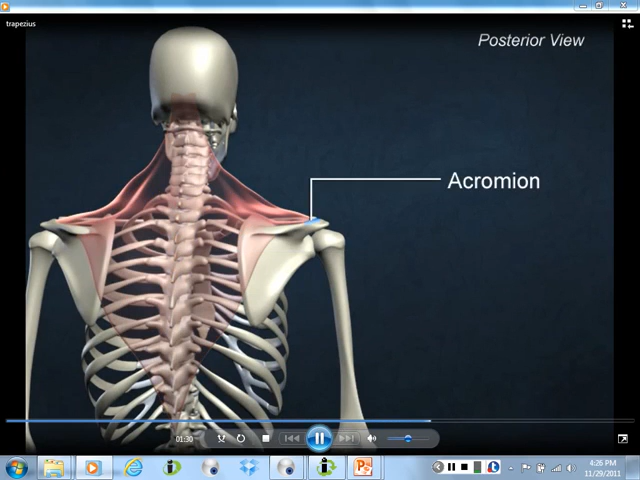 trapezius
Posterior View
Acromion
01:30
4:26 PM
11/29/2011